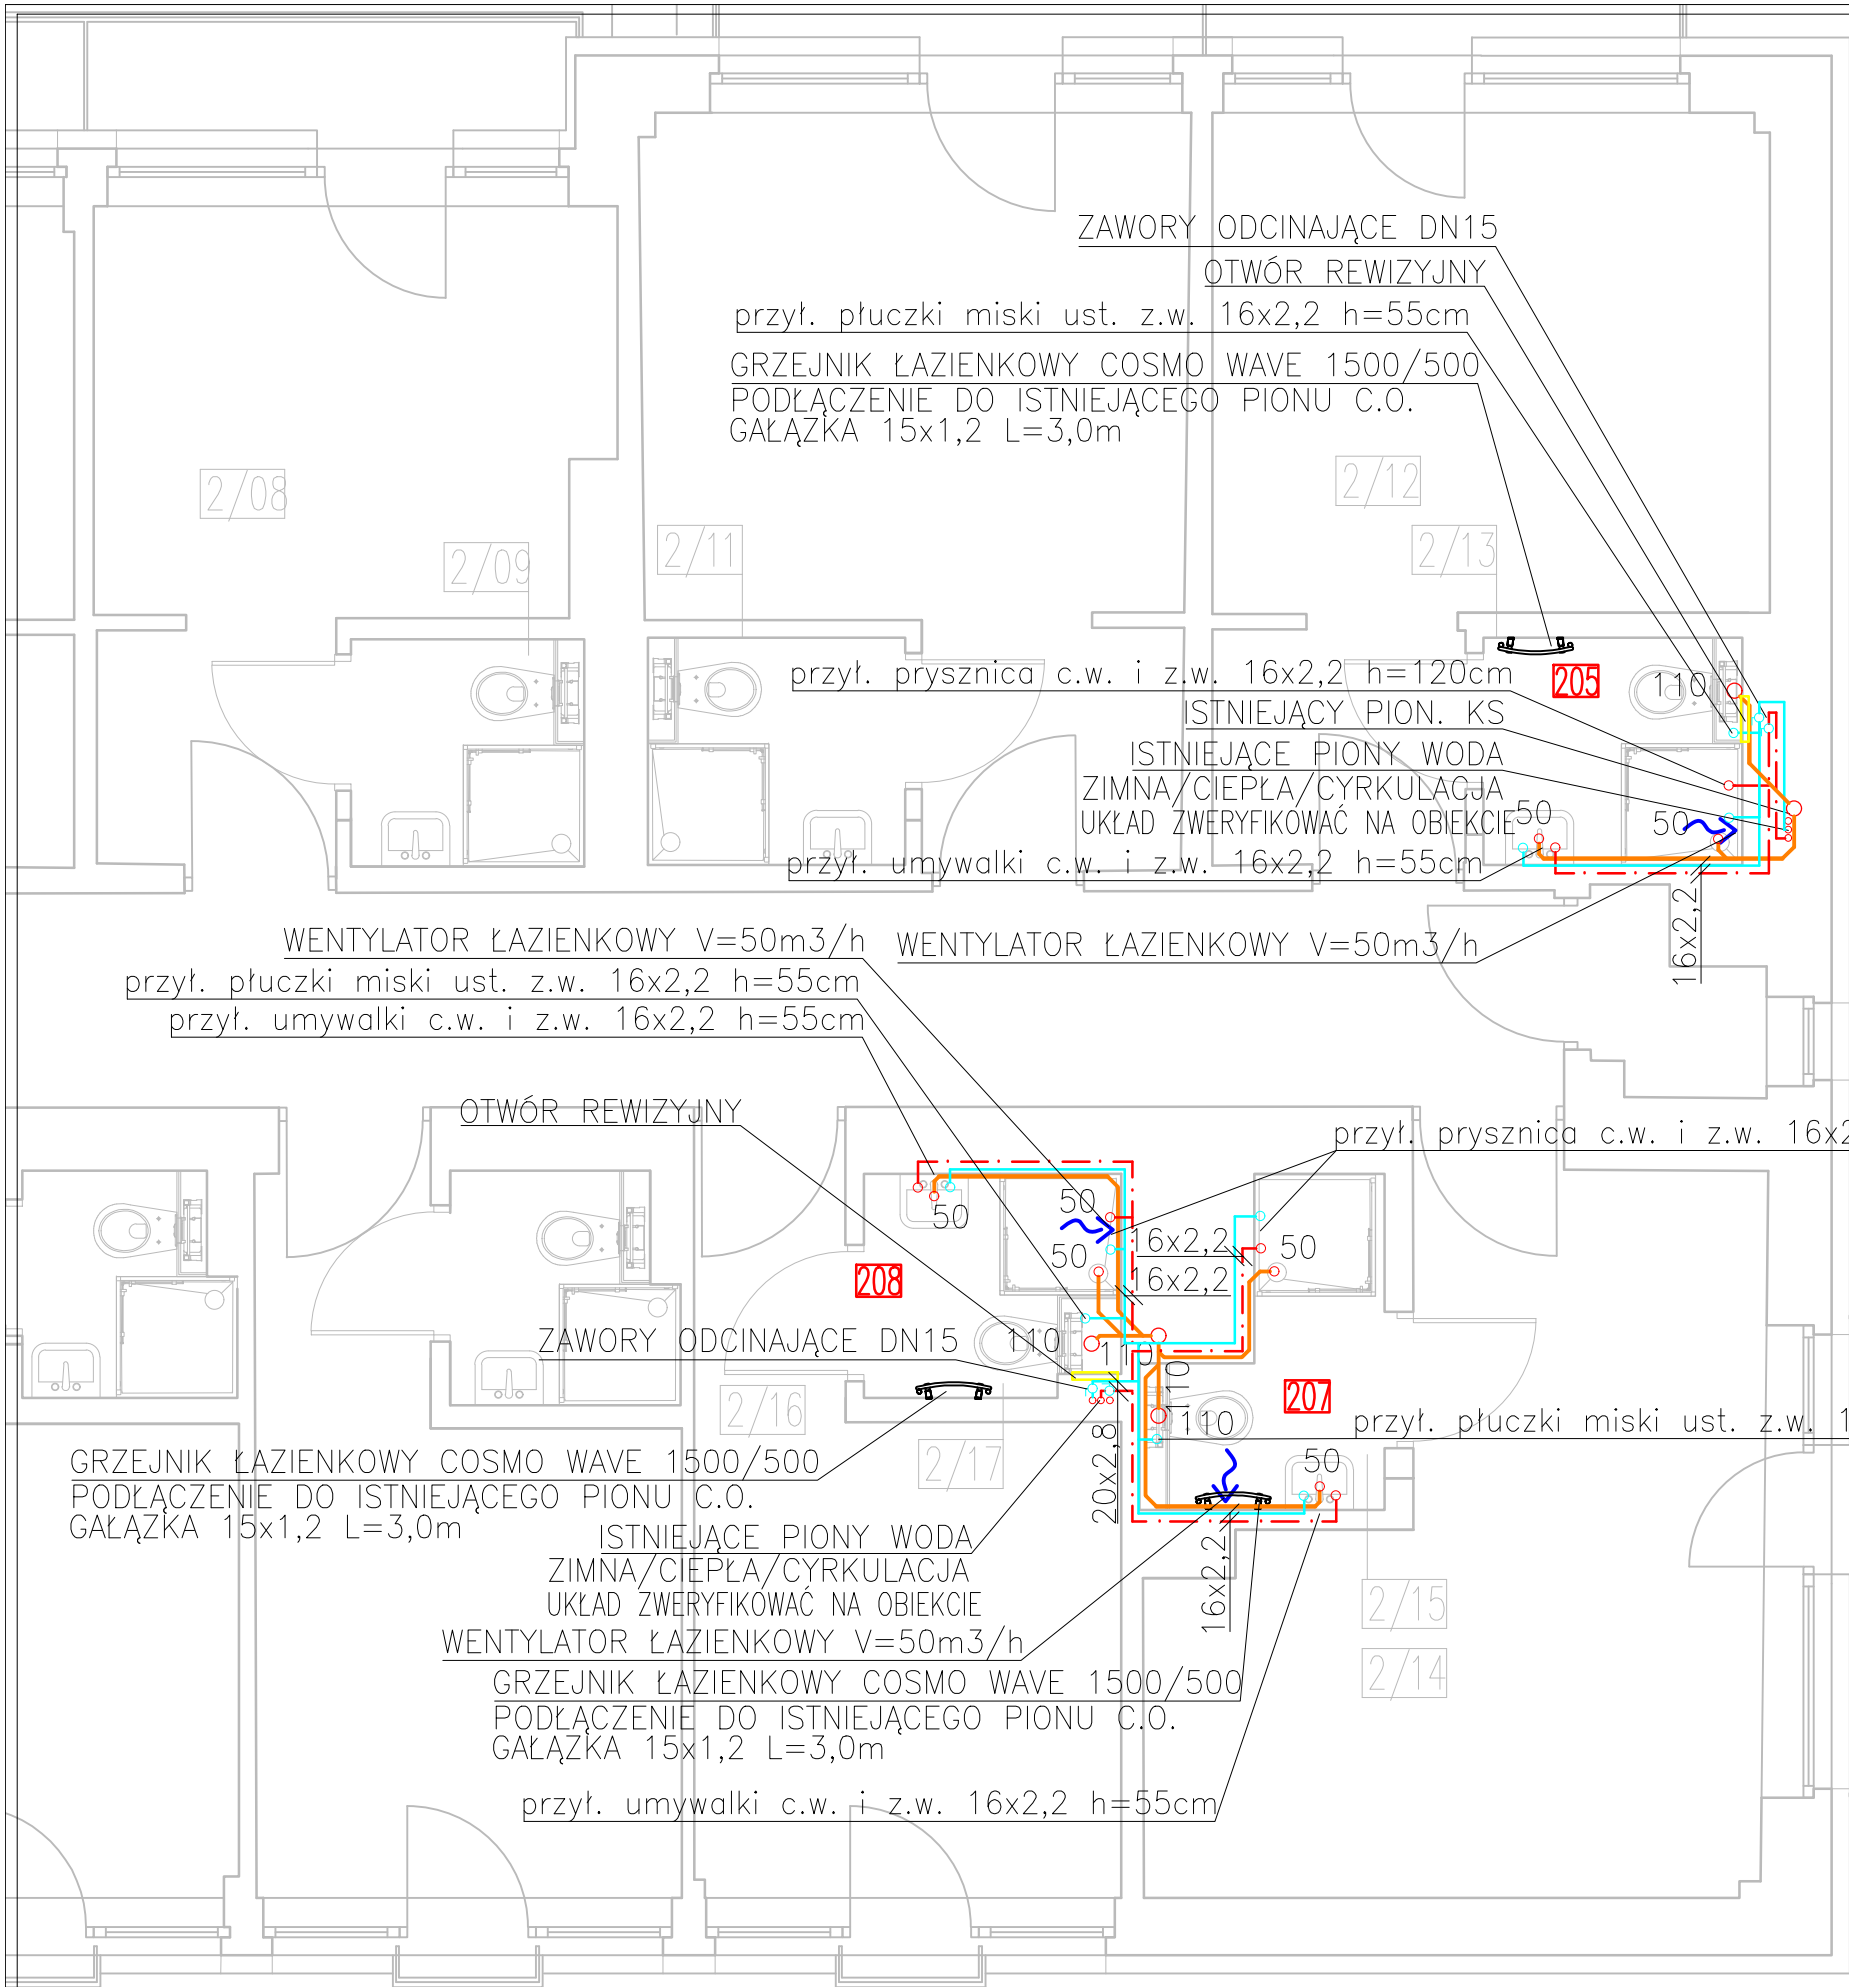 ZAWORY ODCINAJĄCE DN15
OTWÓR REWIZYJNY
przył. płuczki miski ust. z.w. 16x2,2 h=55cm
GRZEJNIK ŁAZIENKOWY COSMO WAVE 1500/500
PODŁĄCZENIE DO ISTNIEJĄCEGO PIONU C.O.
GAŁĄZKA 15x1,2 L=3,0m
2/08
2/09
2/11
2/12
2/13
przył. prysznica c.w. i z.w. 16x2,2 h=120cm
205
110
ISTNIEJĄCY PION. KS
ISTNIEJĄCE PIONY WODA
ZIMNA/CIEPŁA/CYRKULACJA
UKŁAD ZWERYFIKOWAĆ NA OBIEKCIE
50
50
przył. umywalki c.w. i z.w. 16x2,2 h=55cm
16x2,2
WENTYLATOR ŁAZIENKOWY V=50m3/h
WENTYLATOR ŁAZIENKOWY V=50m3/h
przył. płuczki miski ust. z.w. 16x2,2 h=55cm
przył. umywalki c.w. i z.w. 16x2,2 h=55cm
OTWÓR REWIZYJNY
przył. prysznica c.w. i z.w. 16x2
50
50
50
16x2,2
50
16x2,2
208
ZAWORY ODCINAJĄCE DN15
110
110
110
2/16
207
110
przył. płuczki miski ust. z.w. 1
2/17
20x2,8
50
GRZEJNIK ŁAZIENKOWY COSMO WAVE 1500/500
PODŁĄCZENIE DO ISTNIEJĄCEGO PIONU C.O.
GAŁĄZKA 15x1,2 L=3,0m
ISTNIEJĄCE PIONY WODA
ZIMNA/CIEPŁA/CYRKULACJA
UKŁAD ZWERYFIKOWAĆ NA OBIEKCIE
16x2,2
2/15
WENTYLATOR ŁAZIENKOWY V=50m3/h
2/14
GRZEJNIK ŁAZIENKOWY COSMO WAVE 1500/500
PODŁĄCZENIE DO ISTNIEJĄCEGO PIONU C.O.
GAŁĄZKA 15x1,2 L=3,0m
przył. umywalki c.w. i z.w. 16x2,2 h=55cm